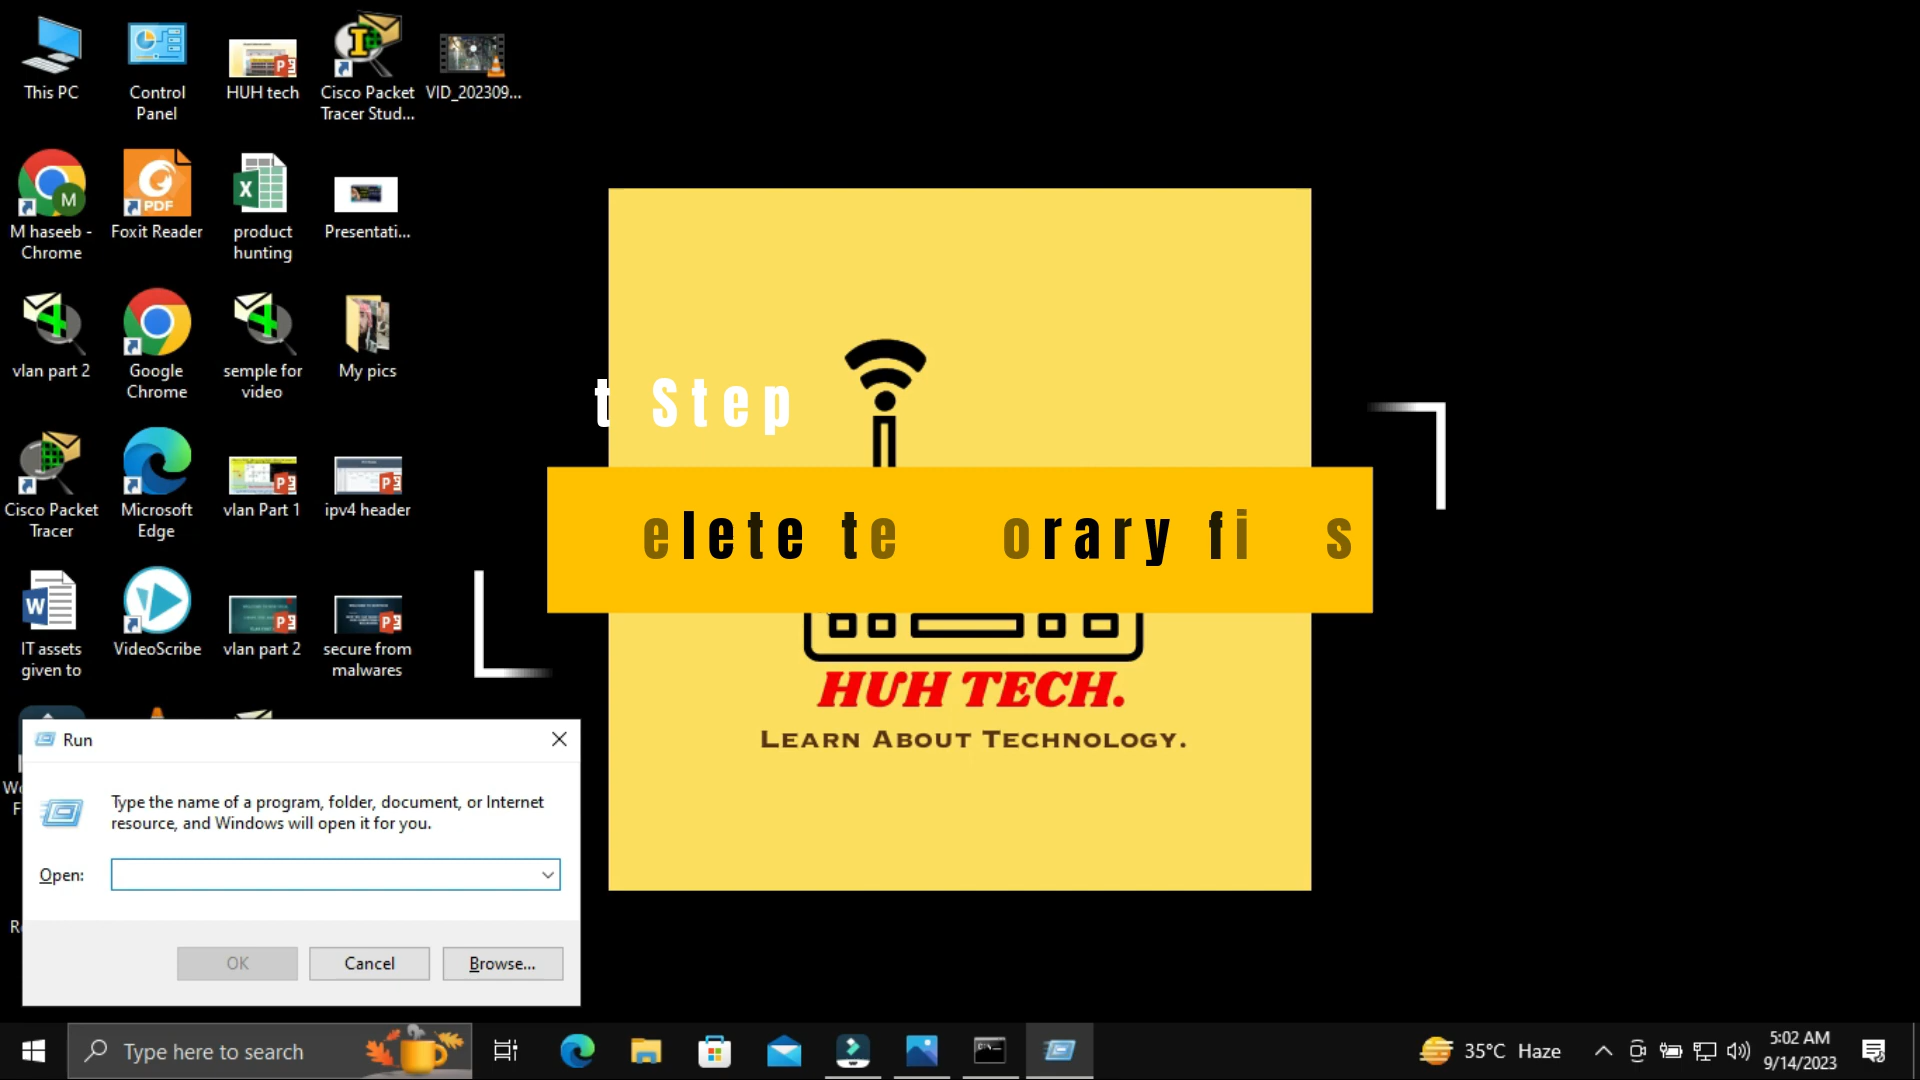 This PC
Control
Panel
HUH tech
Cisco Packet
Tracer Stud...
VID_202309...
M haseeb -
Chrome
Foxit Reader
product
hunting
Presentati...
vlan part 2
Google
Chrome
semple for
video
My pics
Cisco Packet
Tracer
Microsoft
Edge
vlan Part 1
ipv4 header
IT assets
given to
VideoScribe
vlan part 2
secure from
malwares
t Step
elete te orary fi s
HUH TECH.
LEARN ABOUT TECHNOLOGY.
Run
Type the name of a program, folder, document, or Internet
resource, and Windows will open it for you.
Open:
OK
Cancel
Browse...
Type here to search
35°C Haze
5:02 AM
9/14/2023